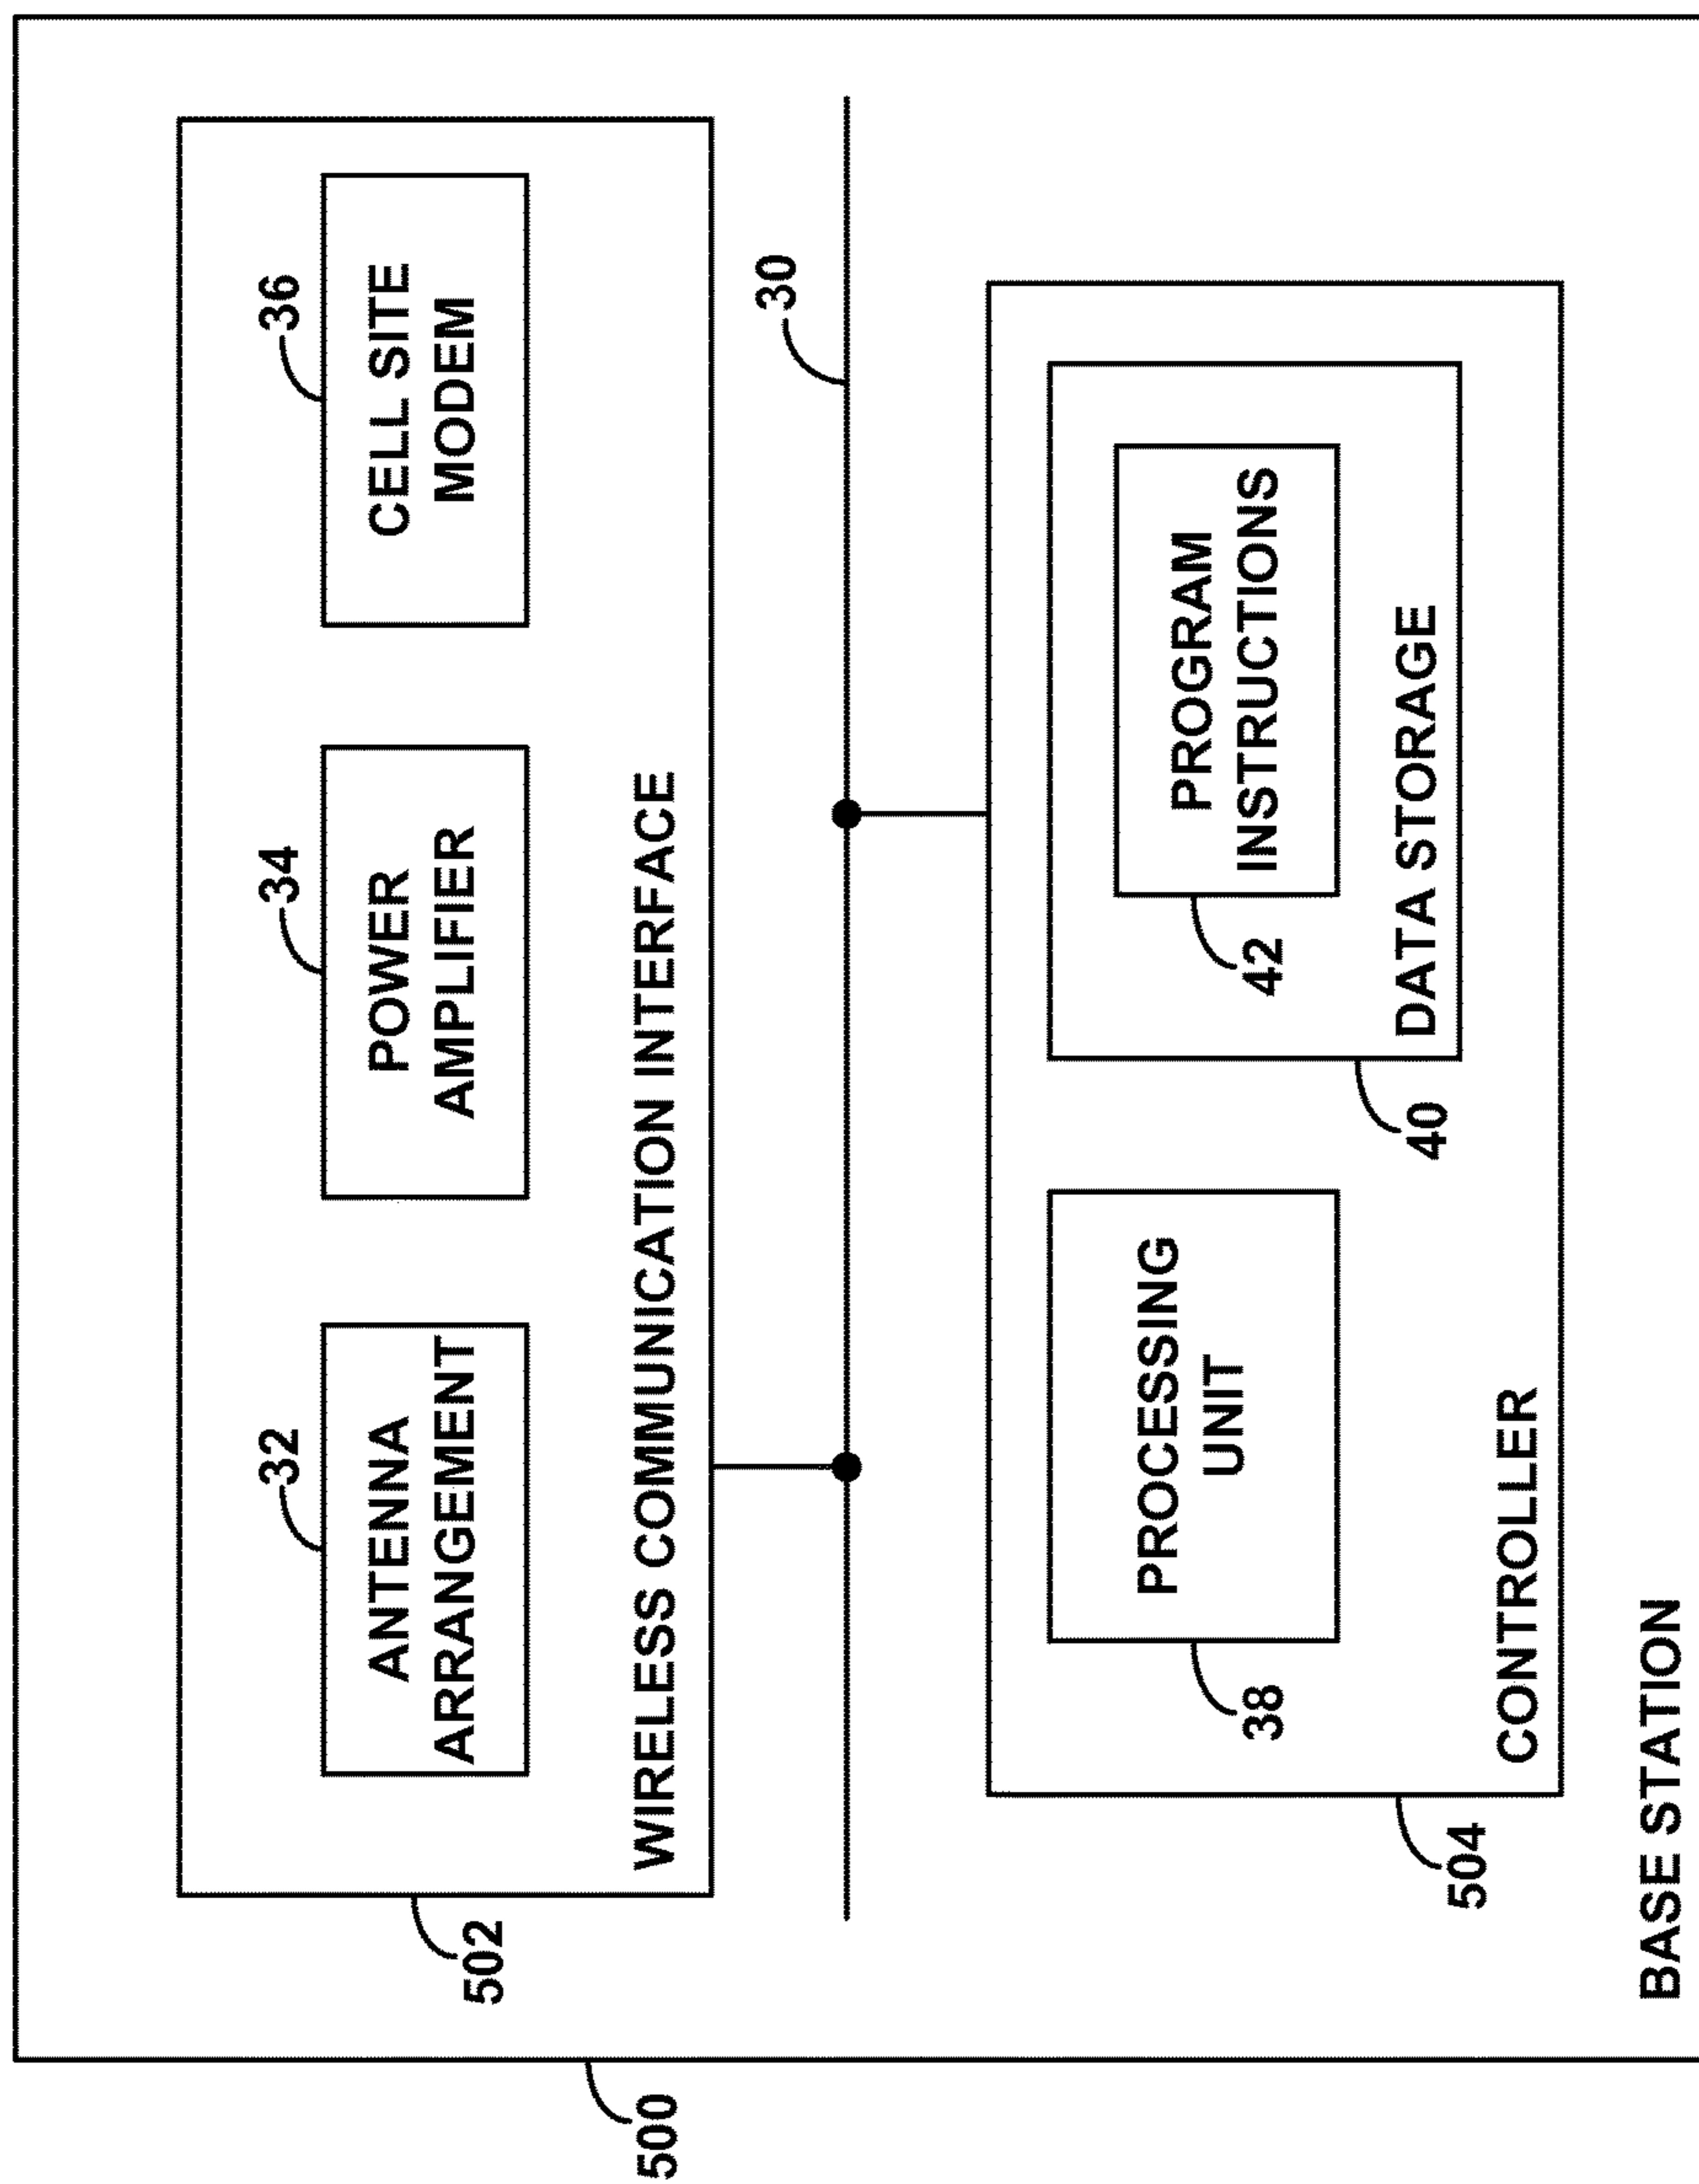 32
34
36
ANTENNA
ARRANGEMENT
POWER
AMPLIFIER
CELL SITE
MODEM
WIRELESS COMMUNICATION INTERFACE
502
500
30
PROCESSING
UNIT
38
PROGRAM
INSTRUCTIONS
42
DATA STORAGE
40
CONTROLLER
504
BASE STATION